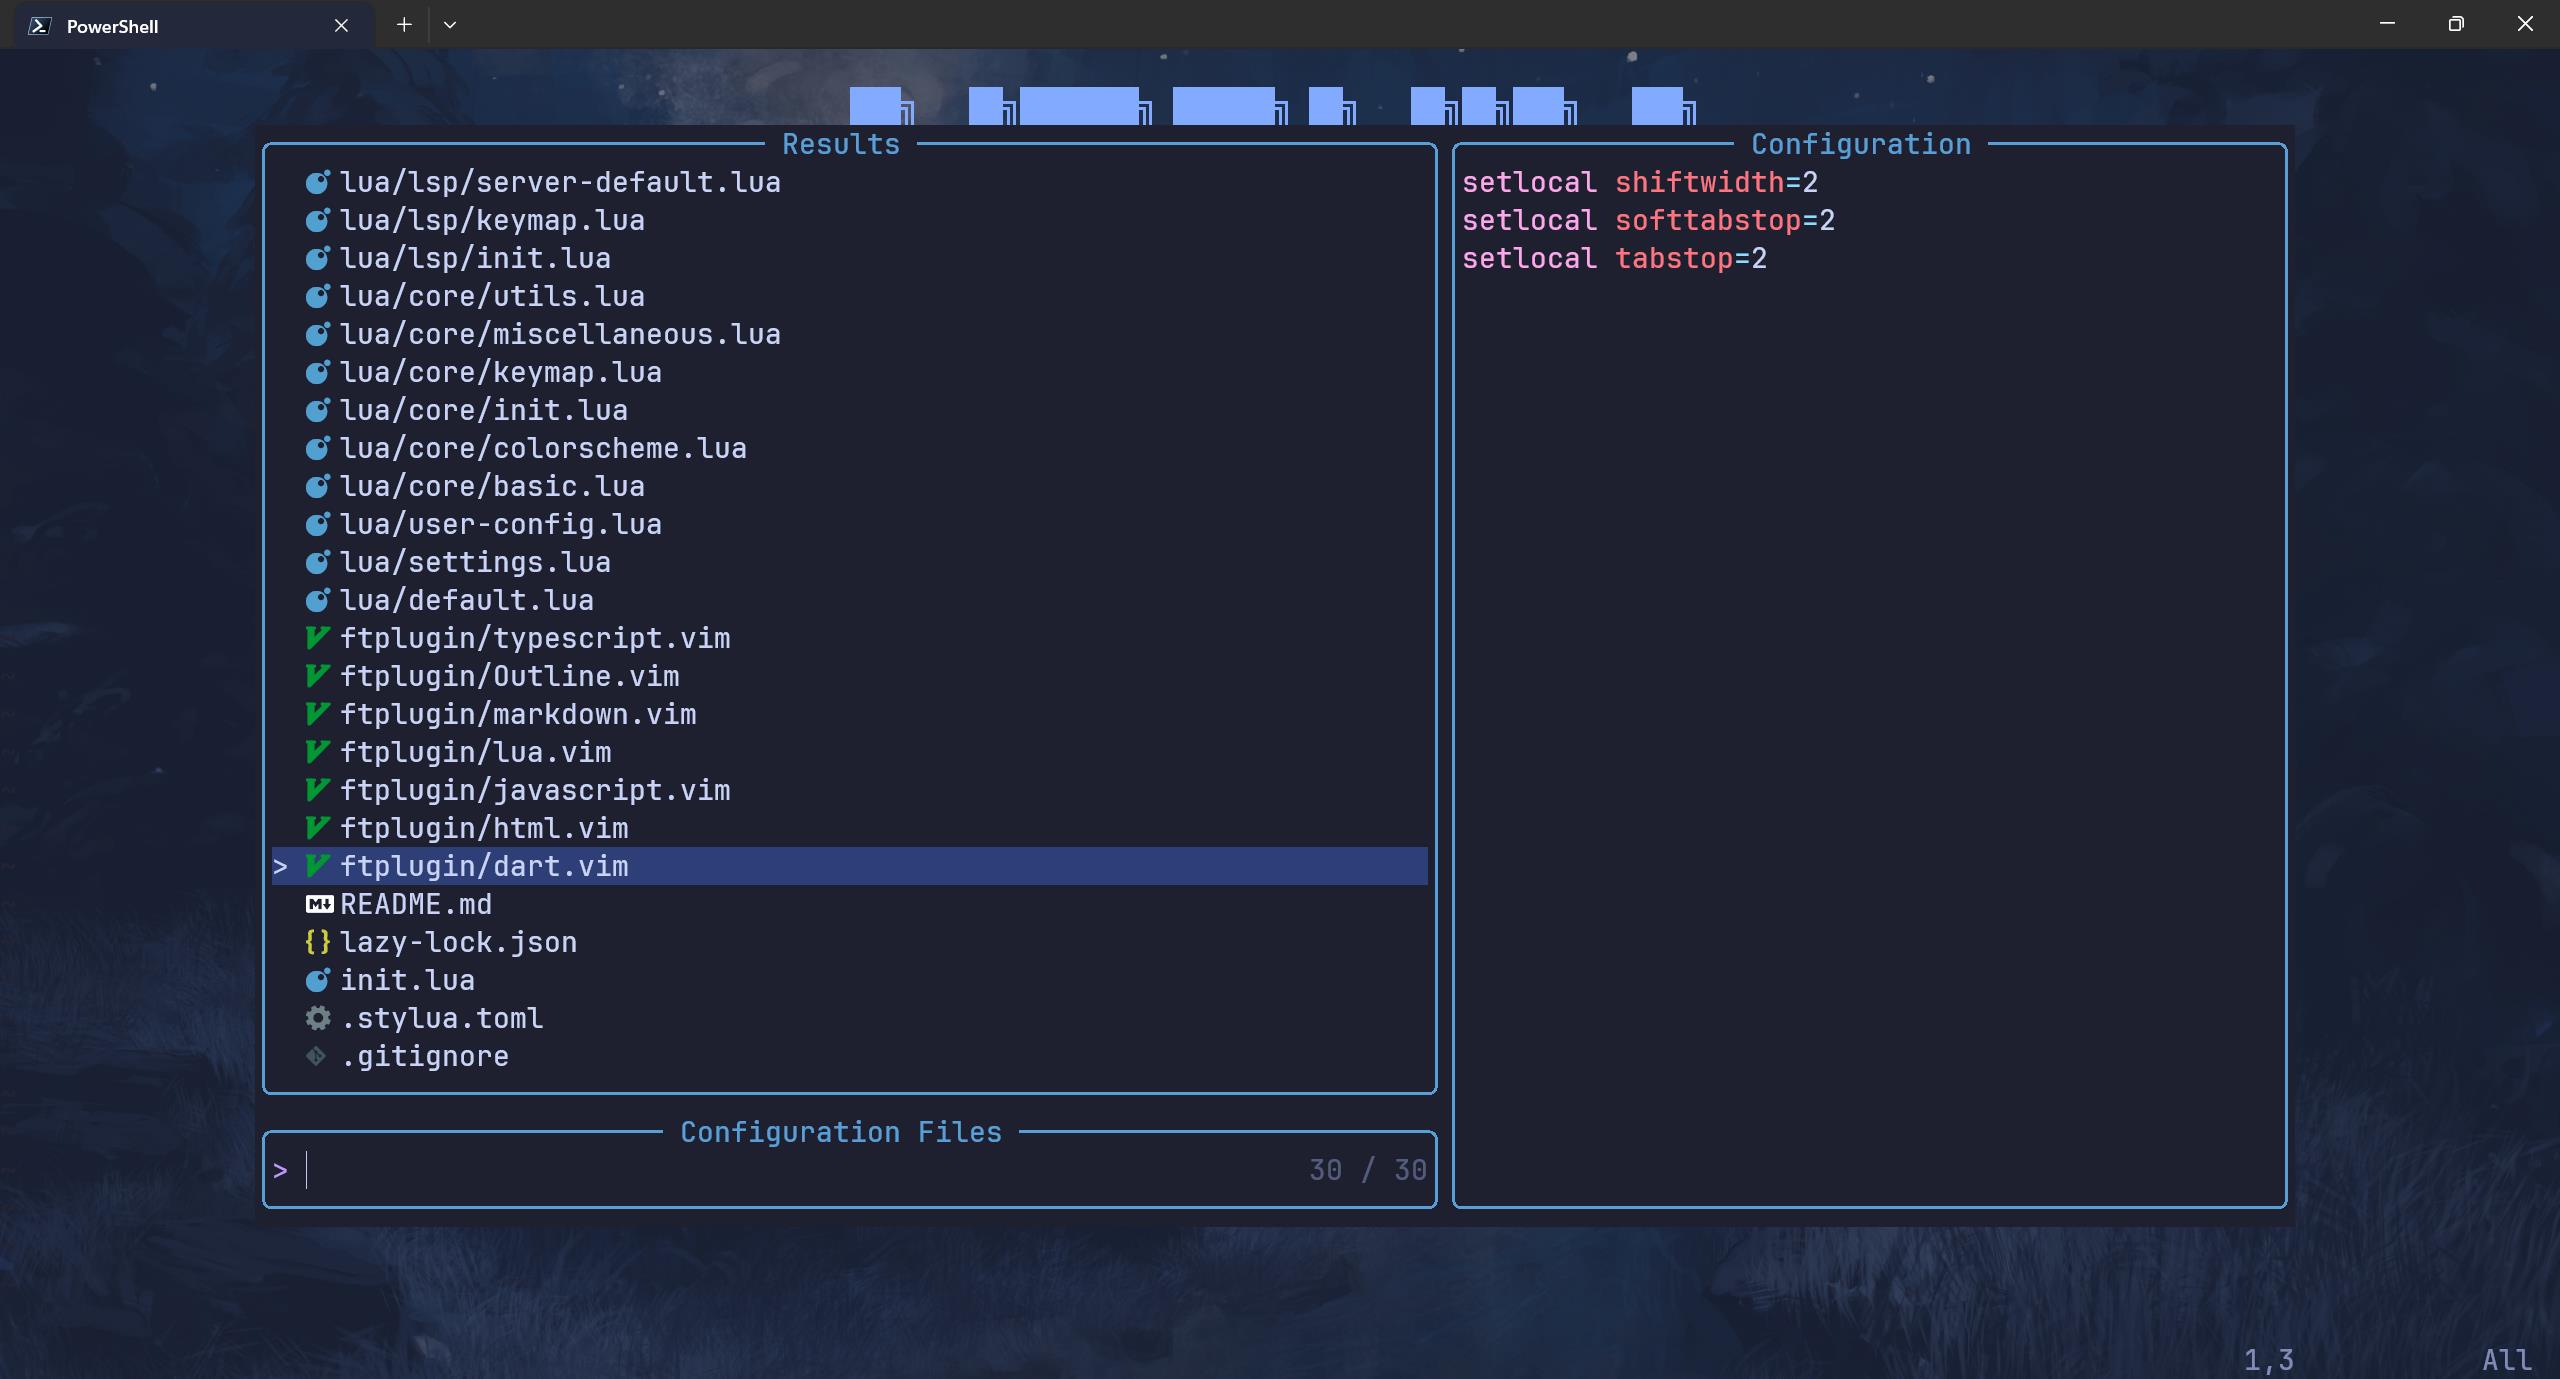 PowerShell
Results
lua/lsp/server-default.lua
lua/lsp/keymap.lua
lua/lsp/init.lua
lua/core/utils.lua
lua/core/miscellaneous.lua
lua/core/keymap.lua
lua/core/init.lua
lua/core/colorscheme.lua
lua/core/basic.lua
lua/user-config.lua
lua/settings.lua
lua/default.lua
ftplugin/typescript.vim
ftplugin/Outline.vim
ftplugin/markdown.vim
ftplugin/lua.vim
ftplugin/javascript.vim
ftplugin/html.vim
> ftplugin/dart.vim
README.md
{} lazy-lock.json
init.lua
.stylua.toml
.gitignore
Configuration Files
> 30 / 30
Configuration
setlocal shiftwidth=2
setlocal softtabstop=2
setlocal tabstop=2
1,3 All